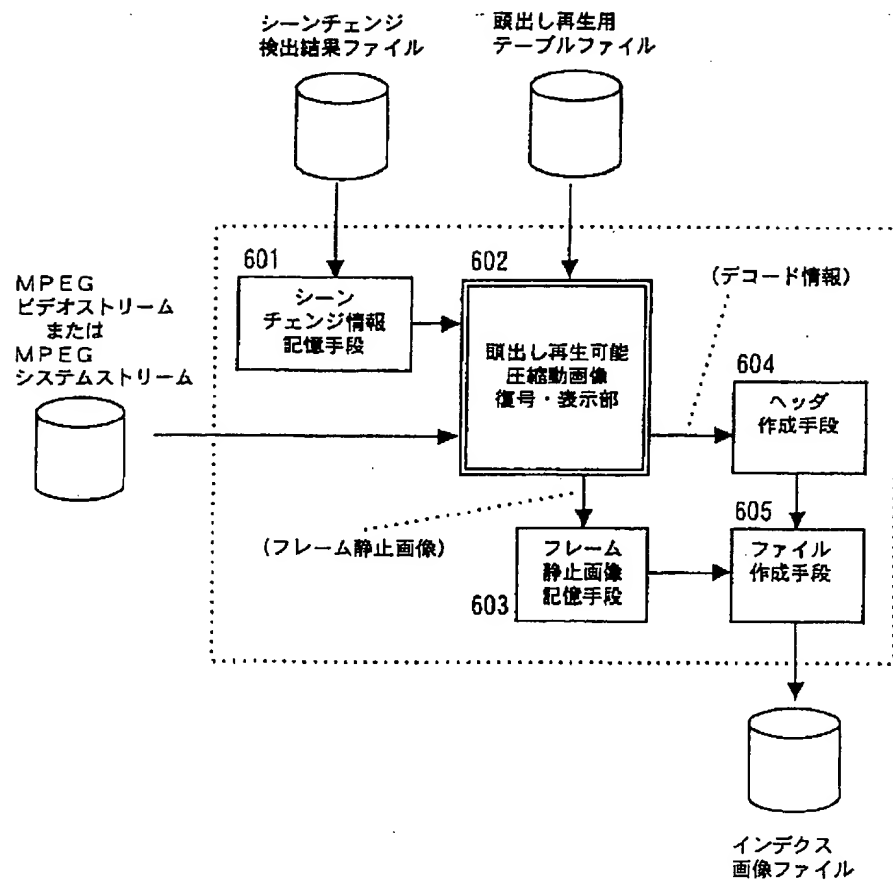 シーンチェンジ
検出結果ファイル
頭出し再生用
テーブルファイル
601
シーン
チェンジ情報
記憶手段
602
頭出し再生可能
圧縮動画像
復号・表示部
(デコード情報)
MPEG
ビデオストリーム
または
MPEG
システムストリーム
604
ヘッダ
作成手段
(フレーム静止画像)
603
フレーム
静止画像
記憶手段
605
ファイル
作成手段
インデクス
画像ファイル